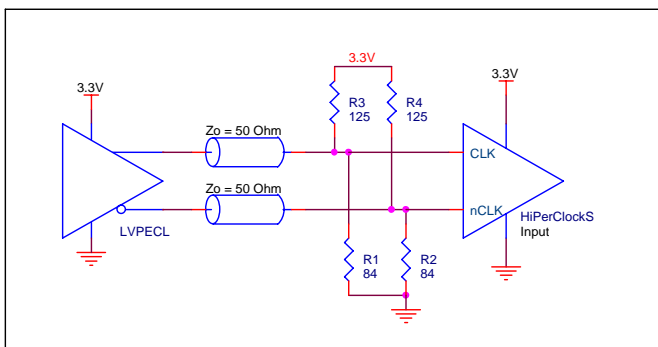 3.3V
3.3V
3.3V
R3
125
R4
125
Zo = 50 Ohm
CLK
Zo = 50 Ohm
nCLK
HiPerClockS
Input
LVPECL
R1
84
R2
84